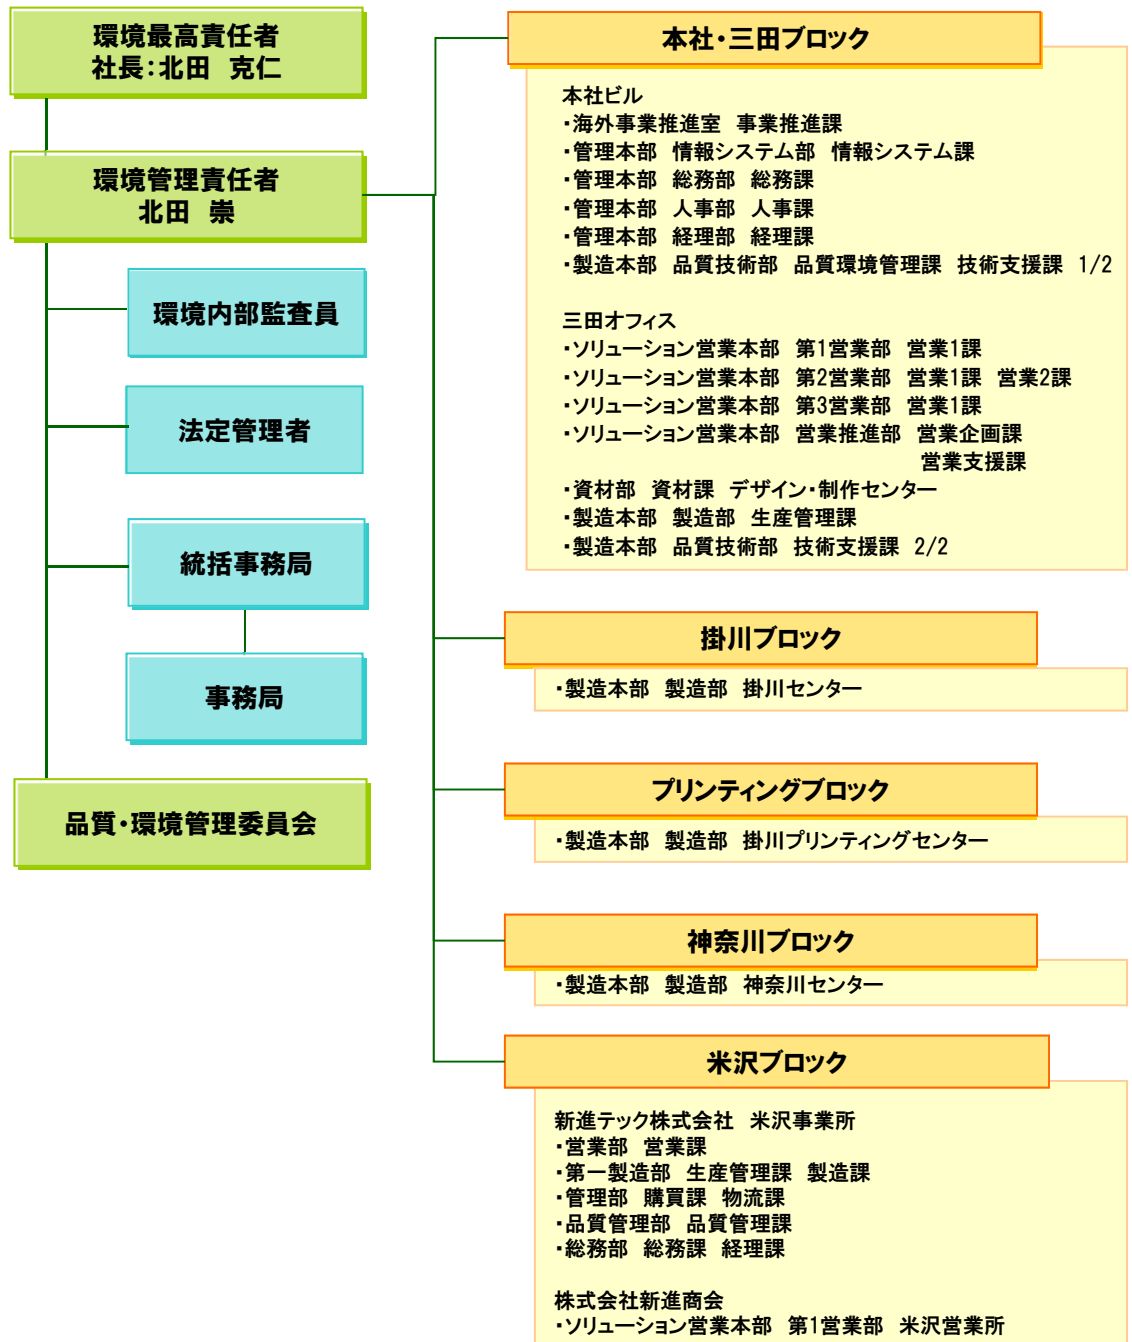 環境最高責任者
社長:北田 克仁
環境管理責任者
北田 崇
環境内部監査員
法定管理者
統括事務局
事務局
品質・環境管理委員会
本社・三田ブロック
本社ビル
・海外事業推進室 事業推進課
・管理本部 情報システム部 情報システム課
・管理本部 総務部 総務課
・管理本部 人事部 人事課
・管理本部 経理部 経理課
・製造本部 品質技術部 品質環境管理課 技術支援課 1/2
三田オフィス
・ソリューション営業本部 第1営業部 営業1課
・ソリューション営業本部 第2営業部 営業1課 営業2課
・ソリューション営業本部 第3営業部 営業1課
・ソリューション営業本部 営業推進部 営業企画課
営業支援課
・資材部 資材課 デザイン・制作センター
・製造本部 製造部 生産管理課
・製造本部 品質技術部 技術支援課 2/2
掛川ブロック
・製造本部 製造部 掛川センター
プリンティングブロック
・製造本部 製造部 掛川プリンティングセンター
神奈川ブロック
・製造本部 製造部 神奈川センター
米沢ブロック
新進テック株式会社 米沢事業所
・営業部 営業課
・第一製造部 生産管理課 製造課
・管理部 購買課 物流課
・品質管理部 品質管理課
・総務部 総務課 経理課
株式会社新進商会
・ソリューション営業本部 第1営業部 米沢営業所